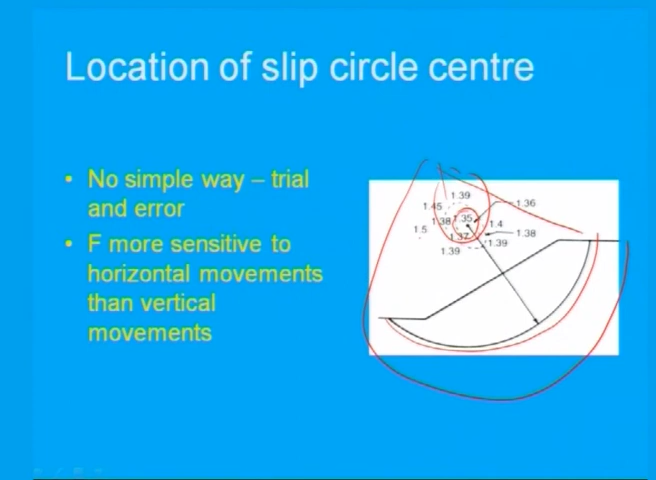 Location of slip circle centre
• No simple way – trial
and error
• F more sensitive to
horizontal movements
than vertical
movements
1.39
1.45
1.36
1.38
1.35
1.4
1.5
1.37
1.38
1.39
1.39